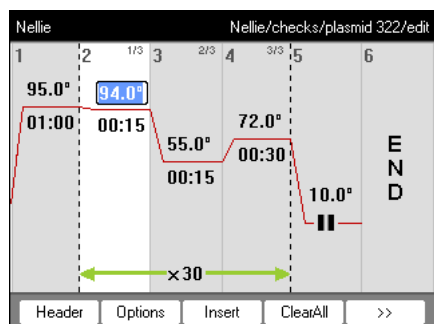 Nellie Nellie/checks/plasmid 322/edit
1 2 1/3 3 2/3 4 3/3 5 6
95.0° 94.0°
01:00 00:15
55.0° 72.0°
00:15 00:30
10.0°
END
×30
Header Options Insert ClearAll >>